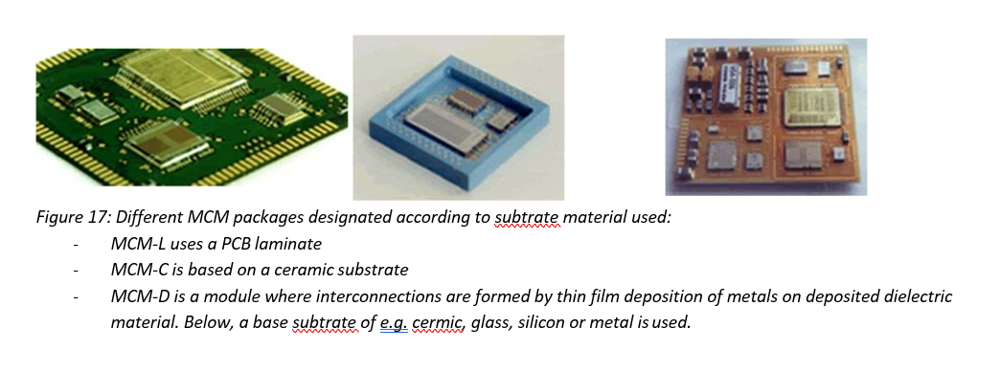 Figure 17: Different MCM packages designated according to subtrate material used:
- MCM-L uses a PCB laminate
- MCM-C is based on a ceramic substrate
- MCM-D is a module where interconnections are formed by thin film deposition of metals on deposited dielectric
material. Below, a base subtrate of e.g. cermic, glass, silicon or metal is used.